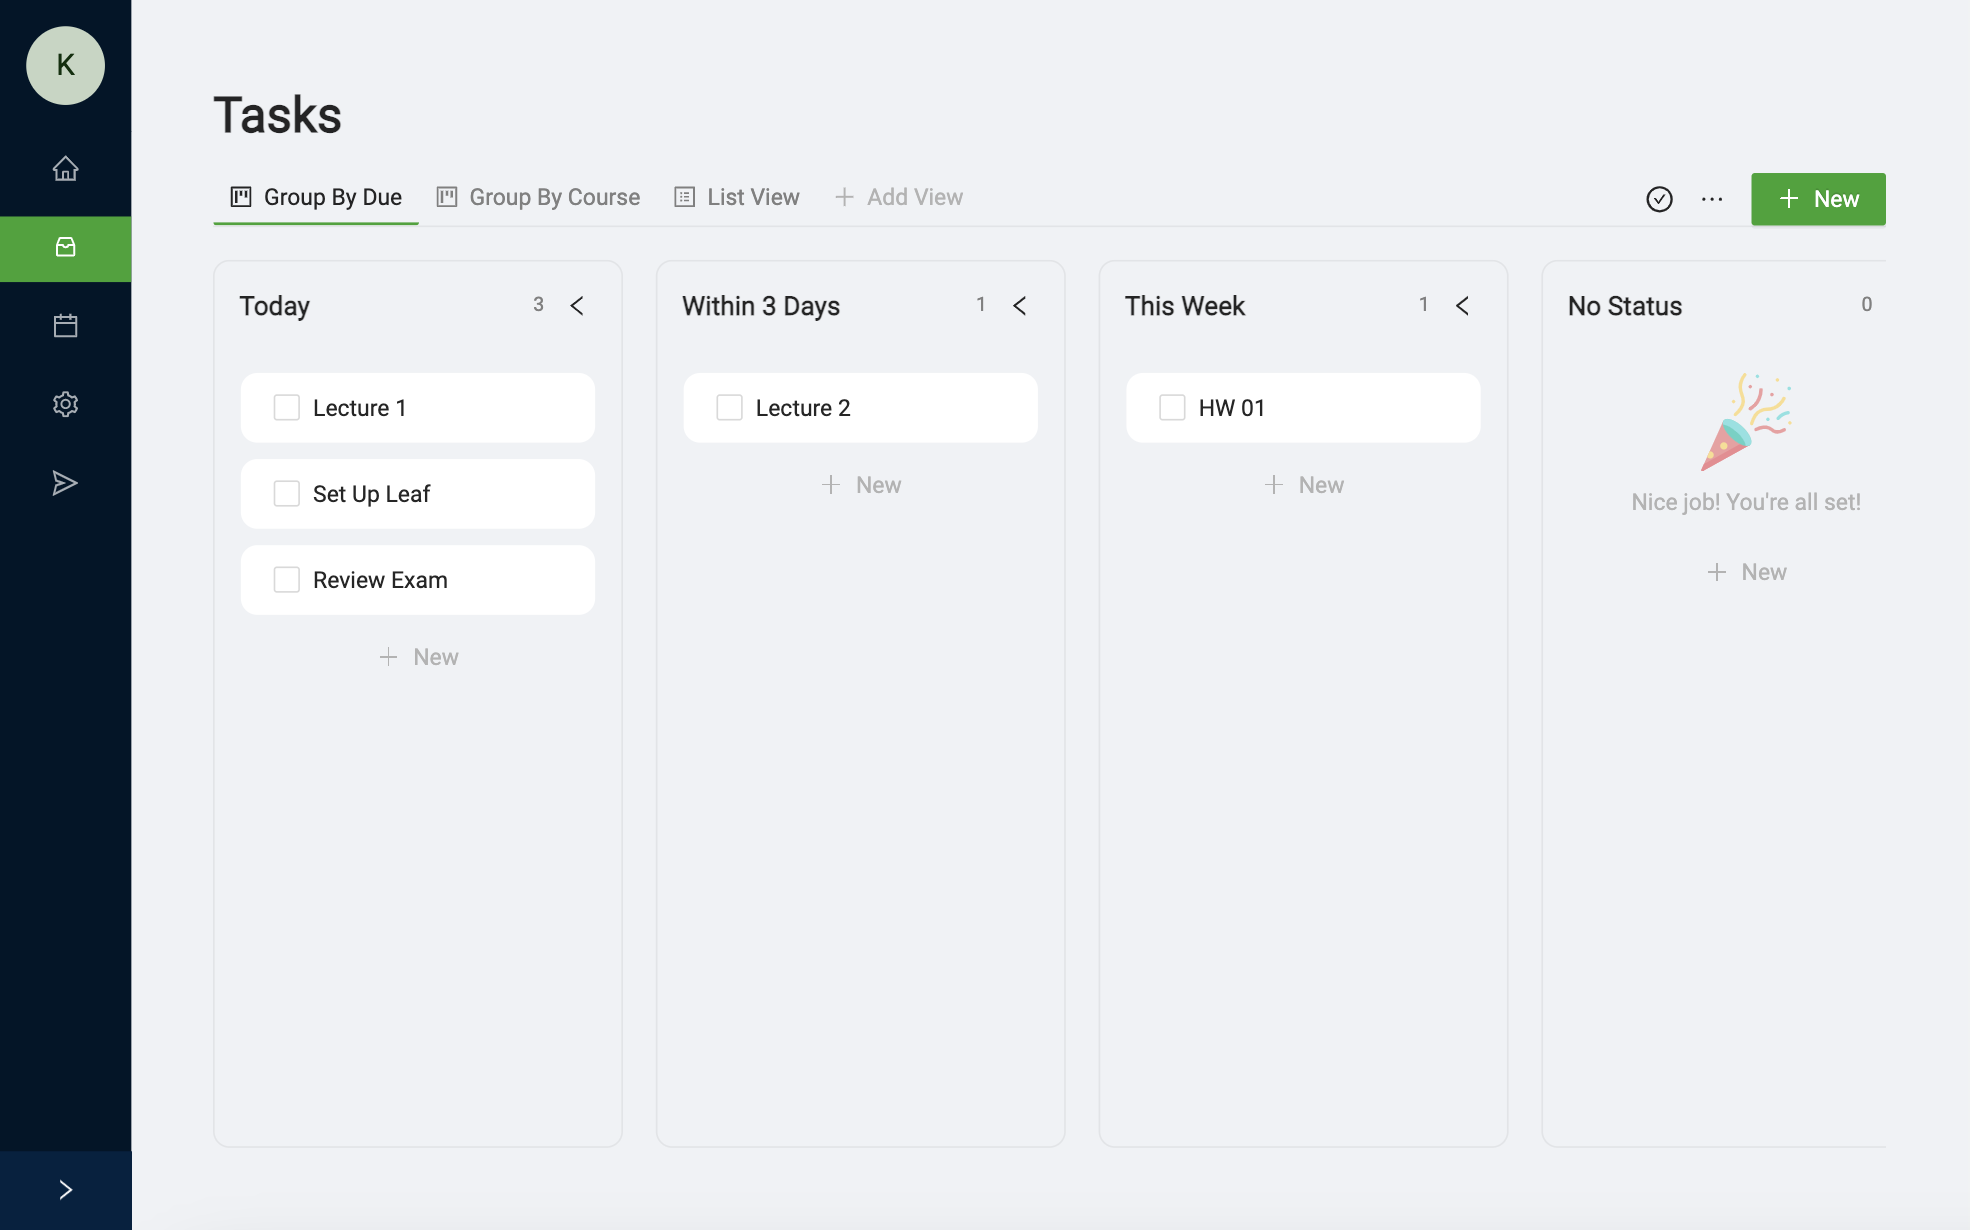 K
Tasks
Group By Due Group By Course List View Add View New
Today 3
Lecture 1
Set Up Leaf
Review Exam
New
Within 3 Days 1
Lecture 2
New
This Week 1
HW 01
New
No Status 0
Nice job! You're all set!
New